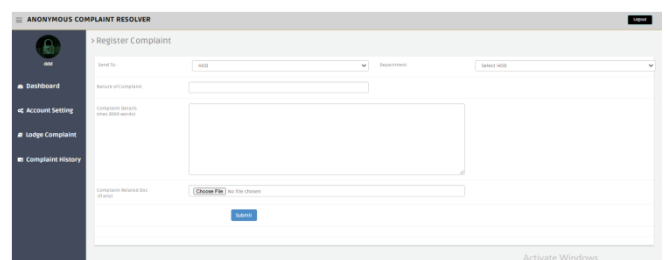 ANONYMOUS COMPLAINT RESOLVER
Logout
> Register Complaint
Send To
HOD
Department
Select HOD
Dashboard
Nature of Complaint
Account Setting
Complaint Details
(max 2000 words)
Lodge Complaint
Complaint History
Complaint Related Doc
(if any)
Choose File No file chosen
Submit
Activate Windows